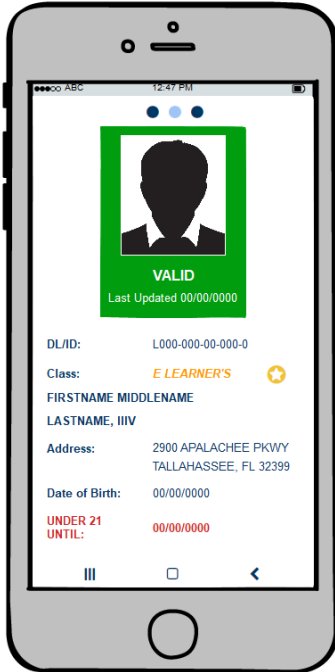 ABC 12:47 PM
VALID
Last Updated 00/00/0000
DL/ID: L000-000-00-000-0
Class: E LEARNER'S
FIRSTNAME MIDDLENAME
LASTNAME, IIIV
Address: 2900 APALACHEE PKWY
TALLAHASSEE, FL 32399
Date of Birth: 00/00/0000
UNDER 21
UNTIL: 00/00/0000